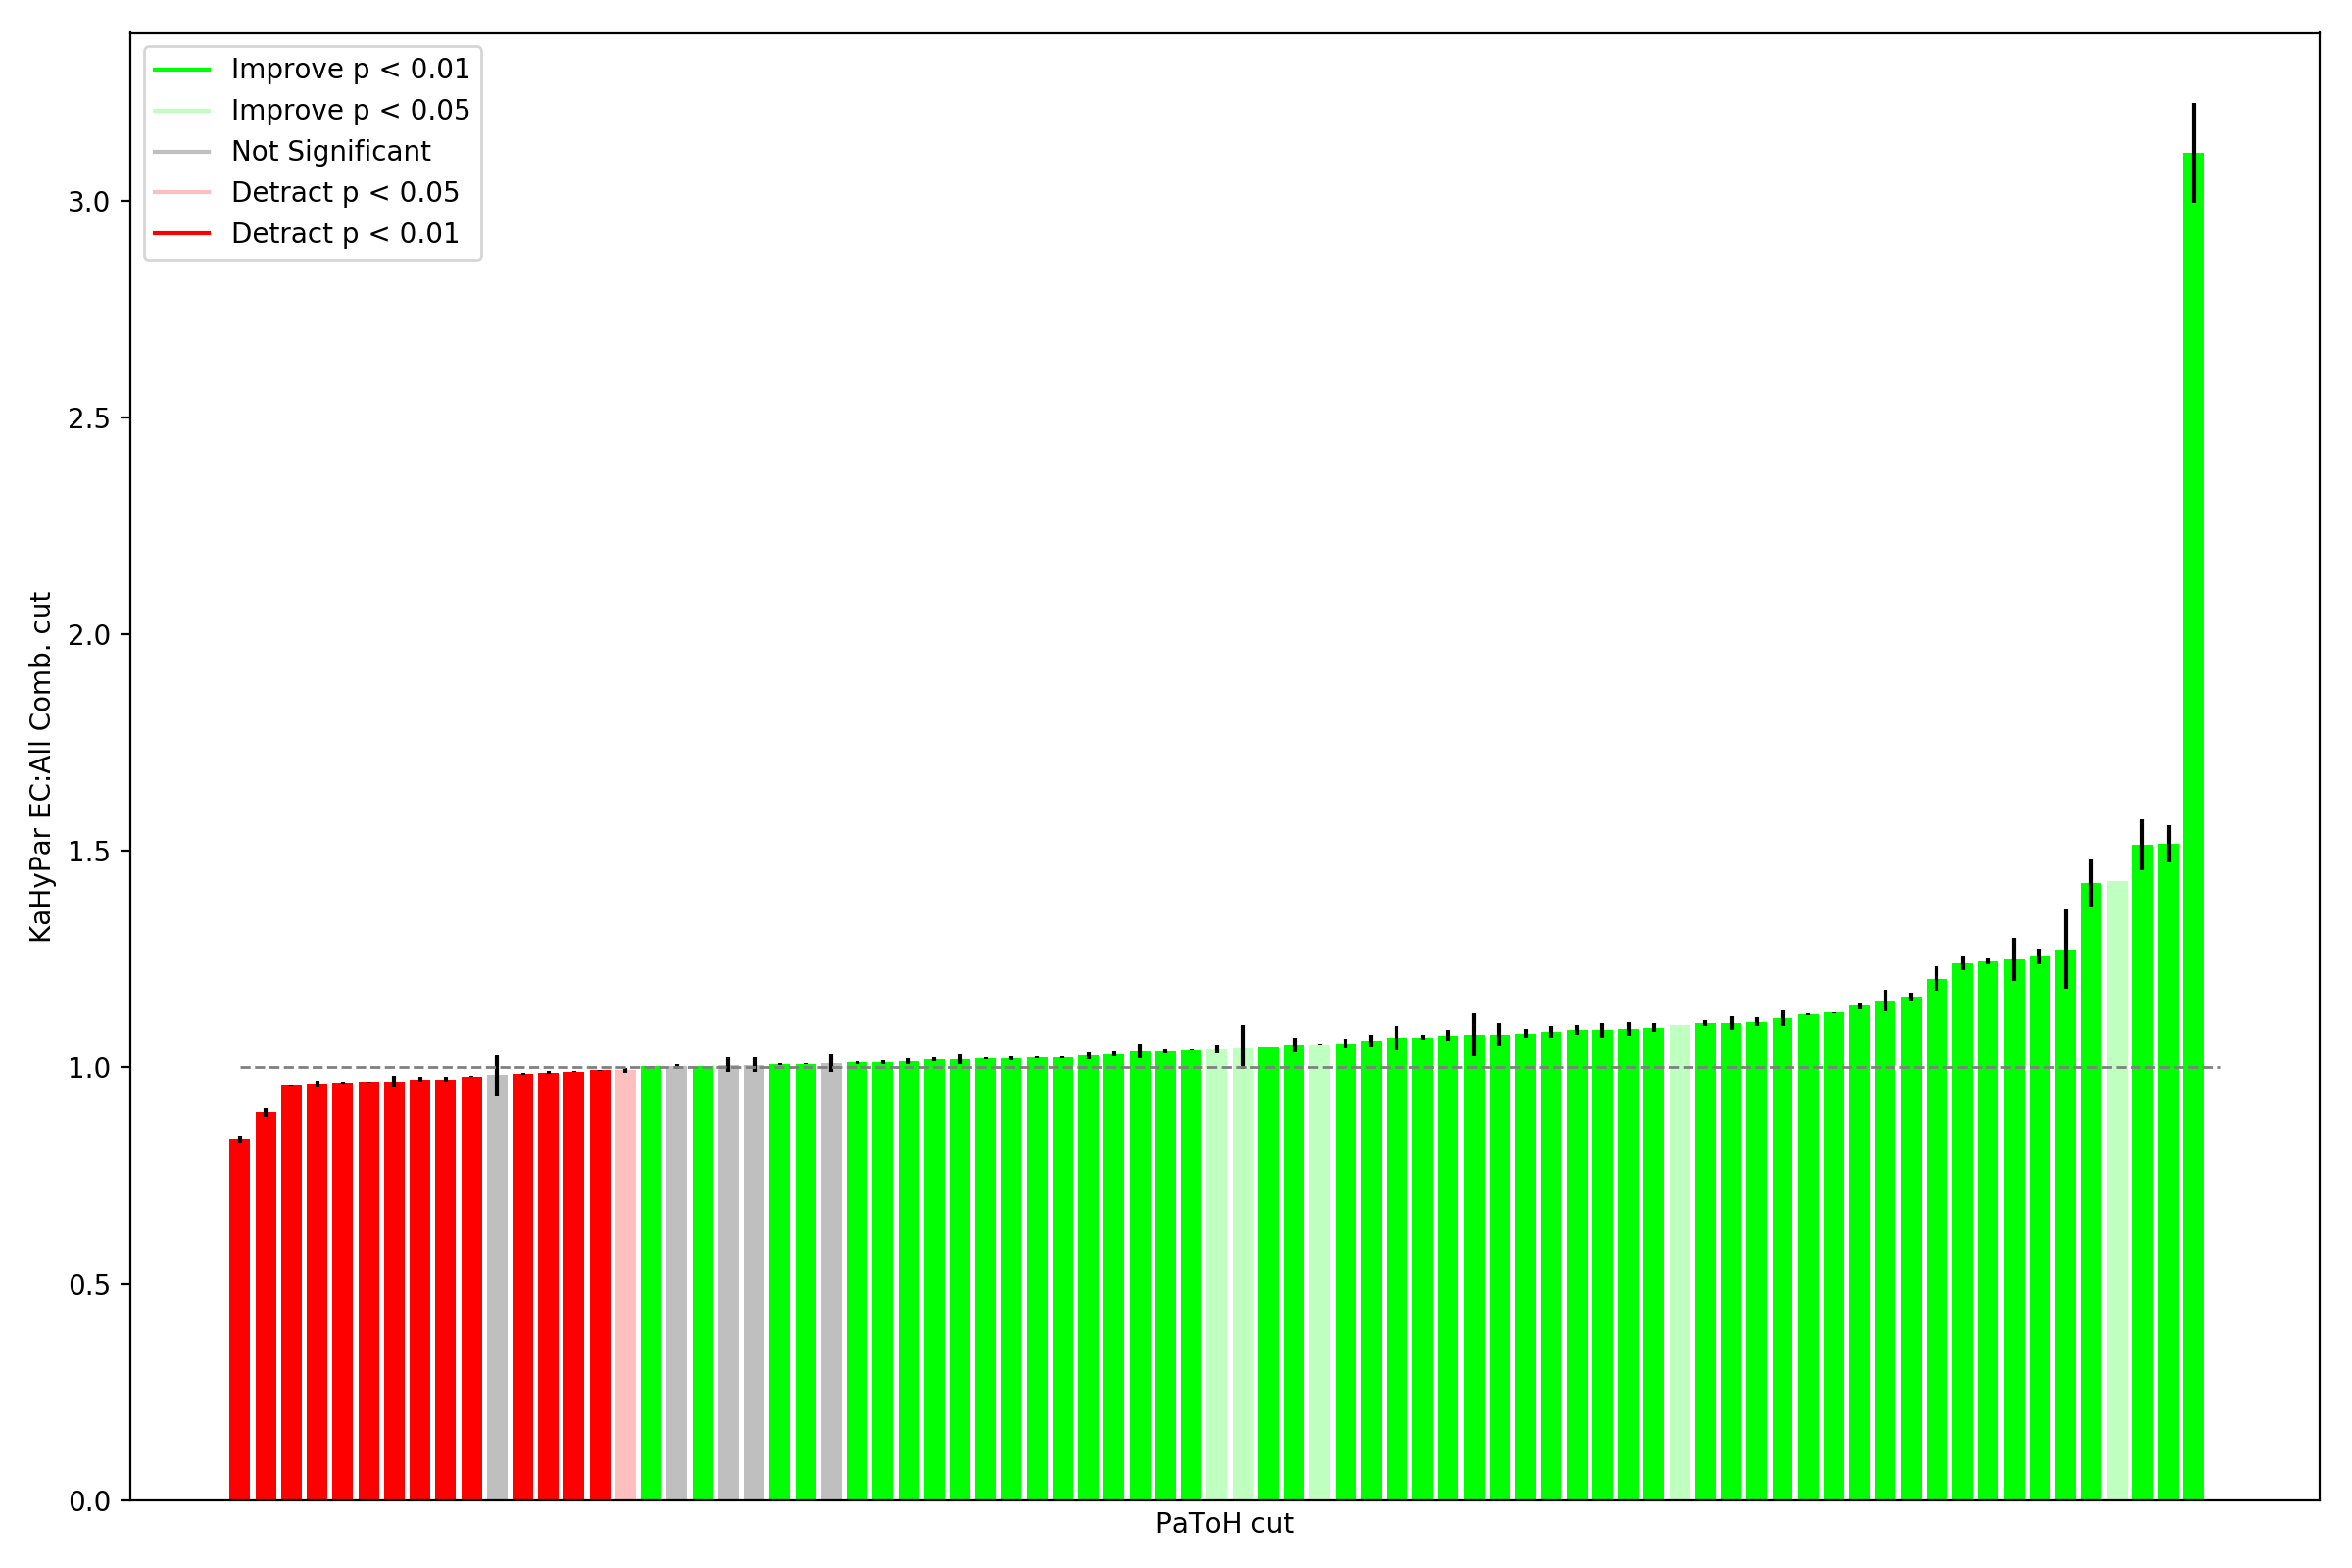 Improve p < 0.01
Improve p < 0.05
Not Significant
Detract p < 0.05
Detract p < 0.01
KaHyPar EC:All Comb. cut
3.0
2.5
2.0
1.5
1.0
0.5
0.0
PaToH cut